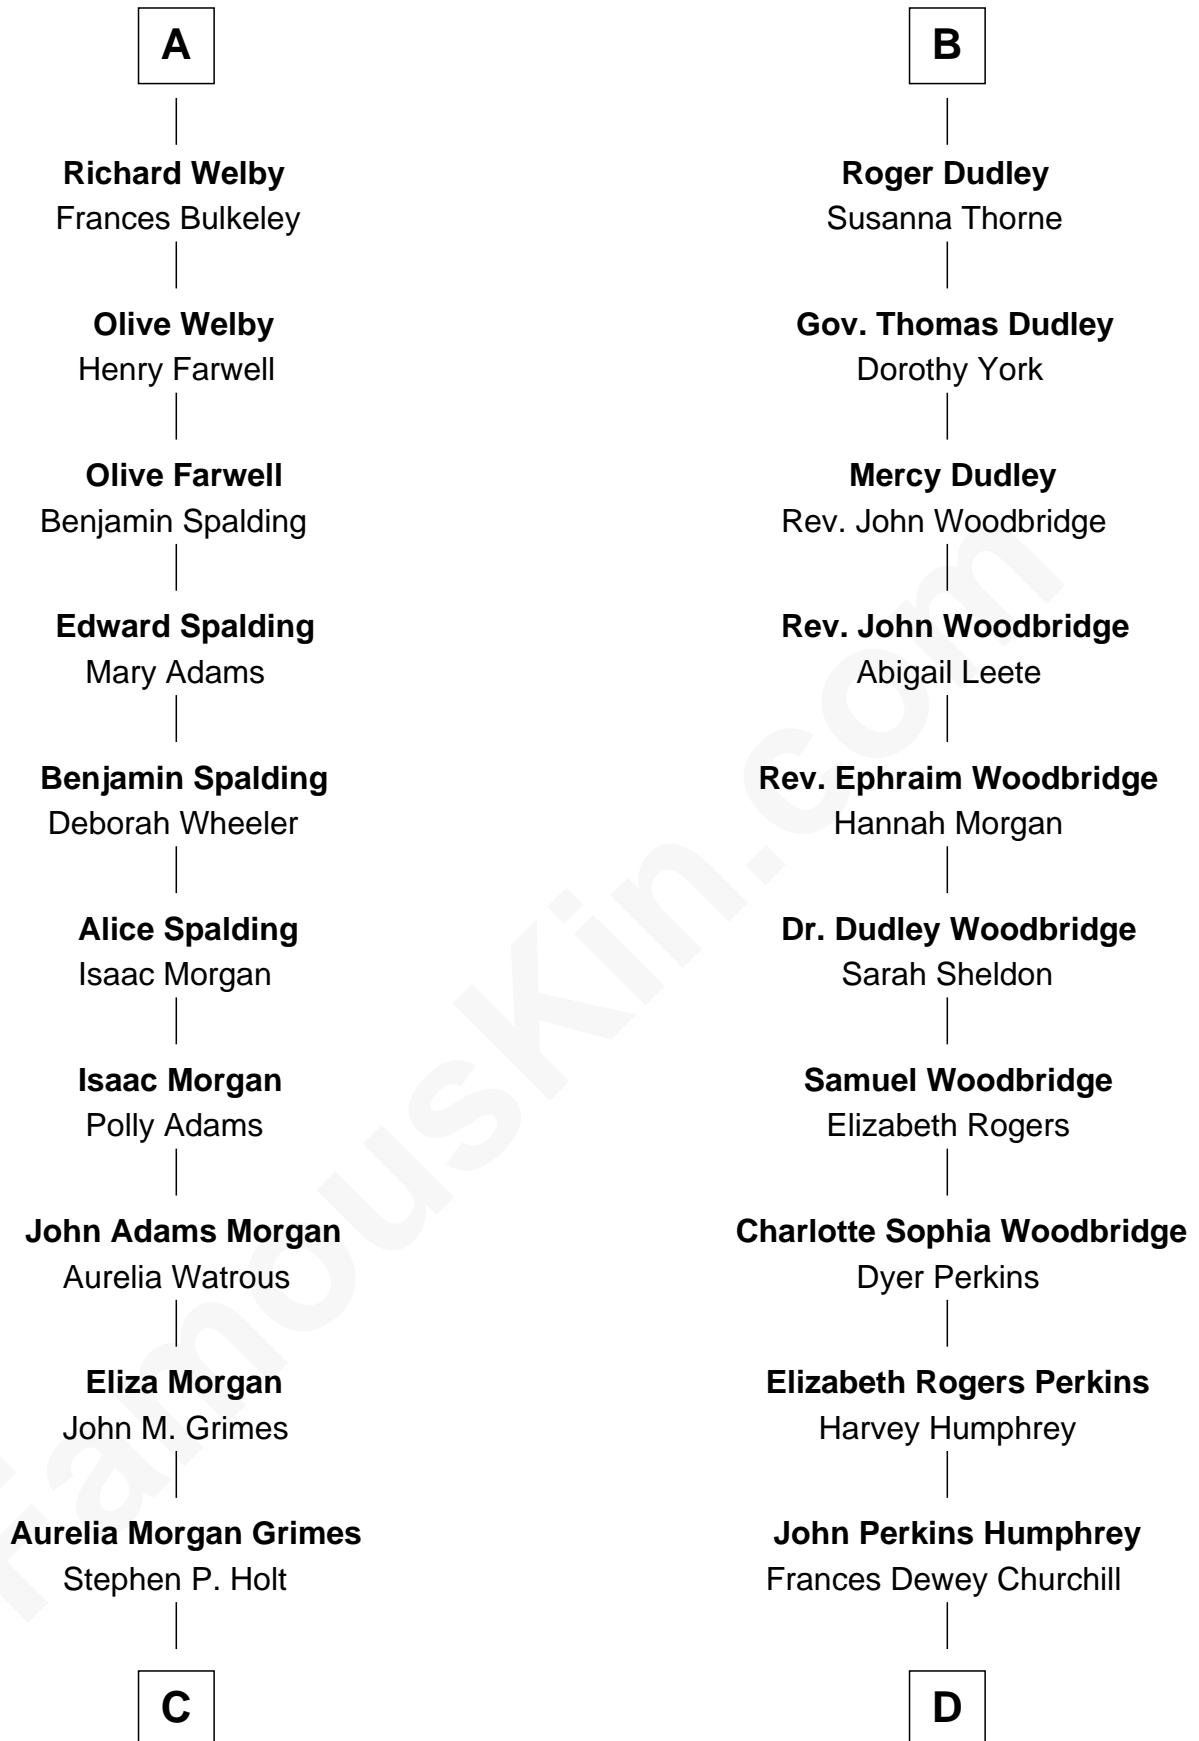 A
Richard Welby
Frances Bulkeley
Olive Welby
Henry Farwell
Olive Farwell
Benjamin Spalding
Edward Spalding
Mary Adams
Benjamin Spalding
Deborah Wheeler
Alice Spalding
Isaac Morgan
Isaac Morgan
Polly Adams
John Adams Morgan
Aurelia Watrous
Eliza Morgan
John M. Grimes
Aurelia Morgan Grimes
Stephen P. Holt
C
B
Roger Dudley
Susanna Thorne
Gov. Thomas Dudley
Dorothy York
Mercy Dudley
Rev. John Woodbridge
Rev. John Woodbridge
Abigail Leete
Rev. Ephraim Woodbridge
Hannah Morgan
Dr. Dudley Woodbridge
Sarah Sheldon
Samuel Woodbridge
Elizabeth Rogers
Charlotte Sophia Woodbridge
Dyer Perkins
Elizabeth Rogers Perkins
Harvey Humphrey
John Perkins Humphrey
Frances Dewey Churchill
D
FamousKin.com